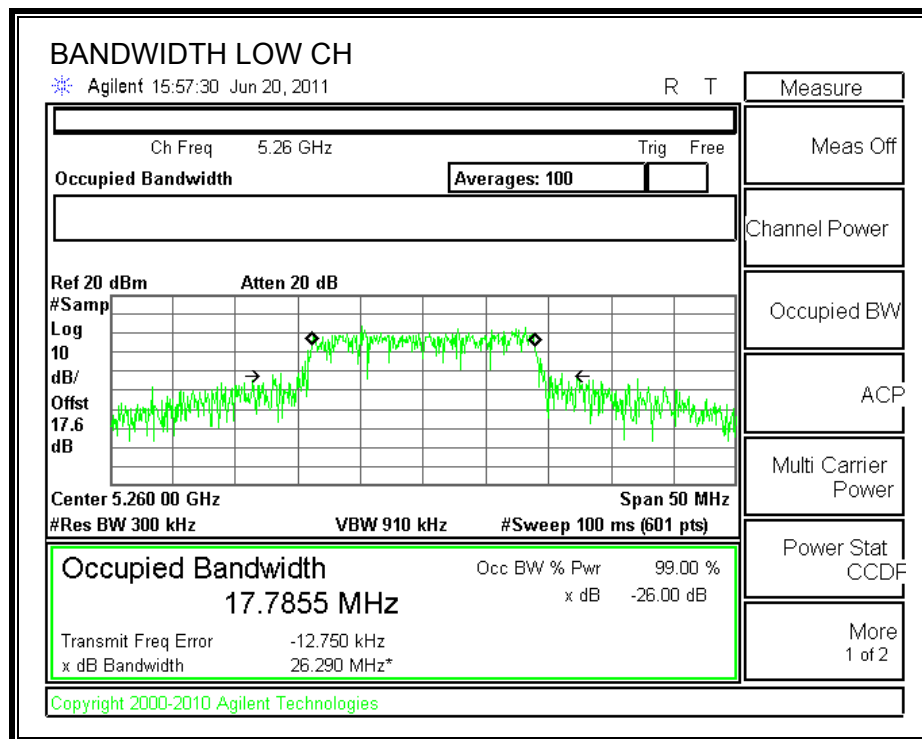 BANDWIDTH LOW CH
Agilent 15:57:30 Jun 20, 2011 R T
Measure
Ch Freq 5.26 GHz Trig Free
Meas Off
Occupied Bandwidth Averages: 100
Channel Power
Ref 20 dBm Atten 20 dB
#Samp
Log
10
dB/
Offst
17.6
dB
Occupied BW
ACP
Multi Carrier
Power
Center 5.260 00 GHz Span 50 MHz
#Res BW 300 kHz VBW 910 kHz #Sweep 100 ms (601 pts)
Power Stat
CCDF
Occupied Bandwidth Occ BW % Pwr 99.00 %
17.7855 MHz x dB -26.00 dB
Transmit Freq Error -12.750 kHz
x dB Bandwidth 26.290 MHz*
More
1 of 2
Copyright 2000-2010 Agilent Technologies